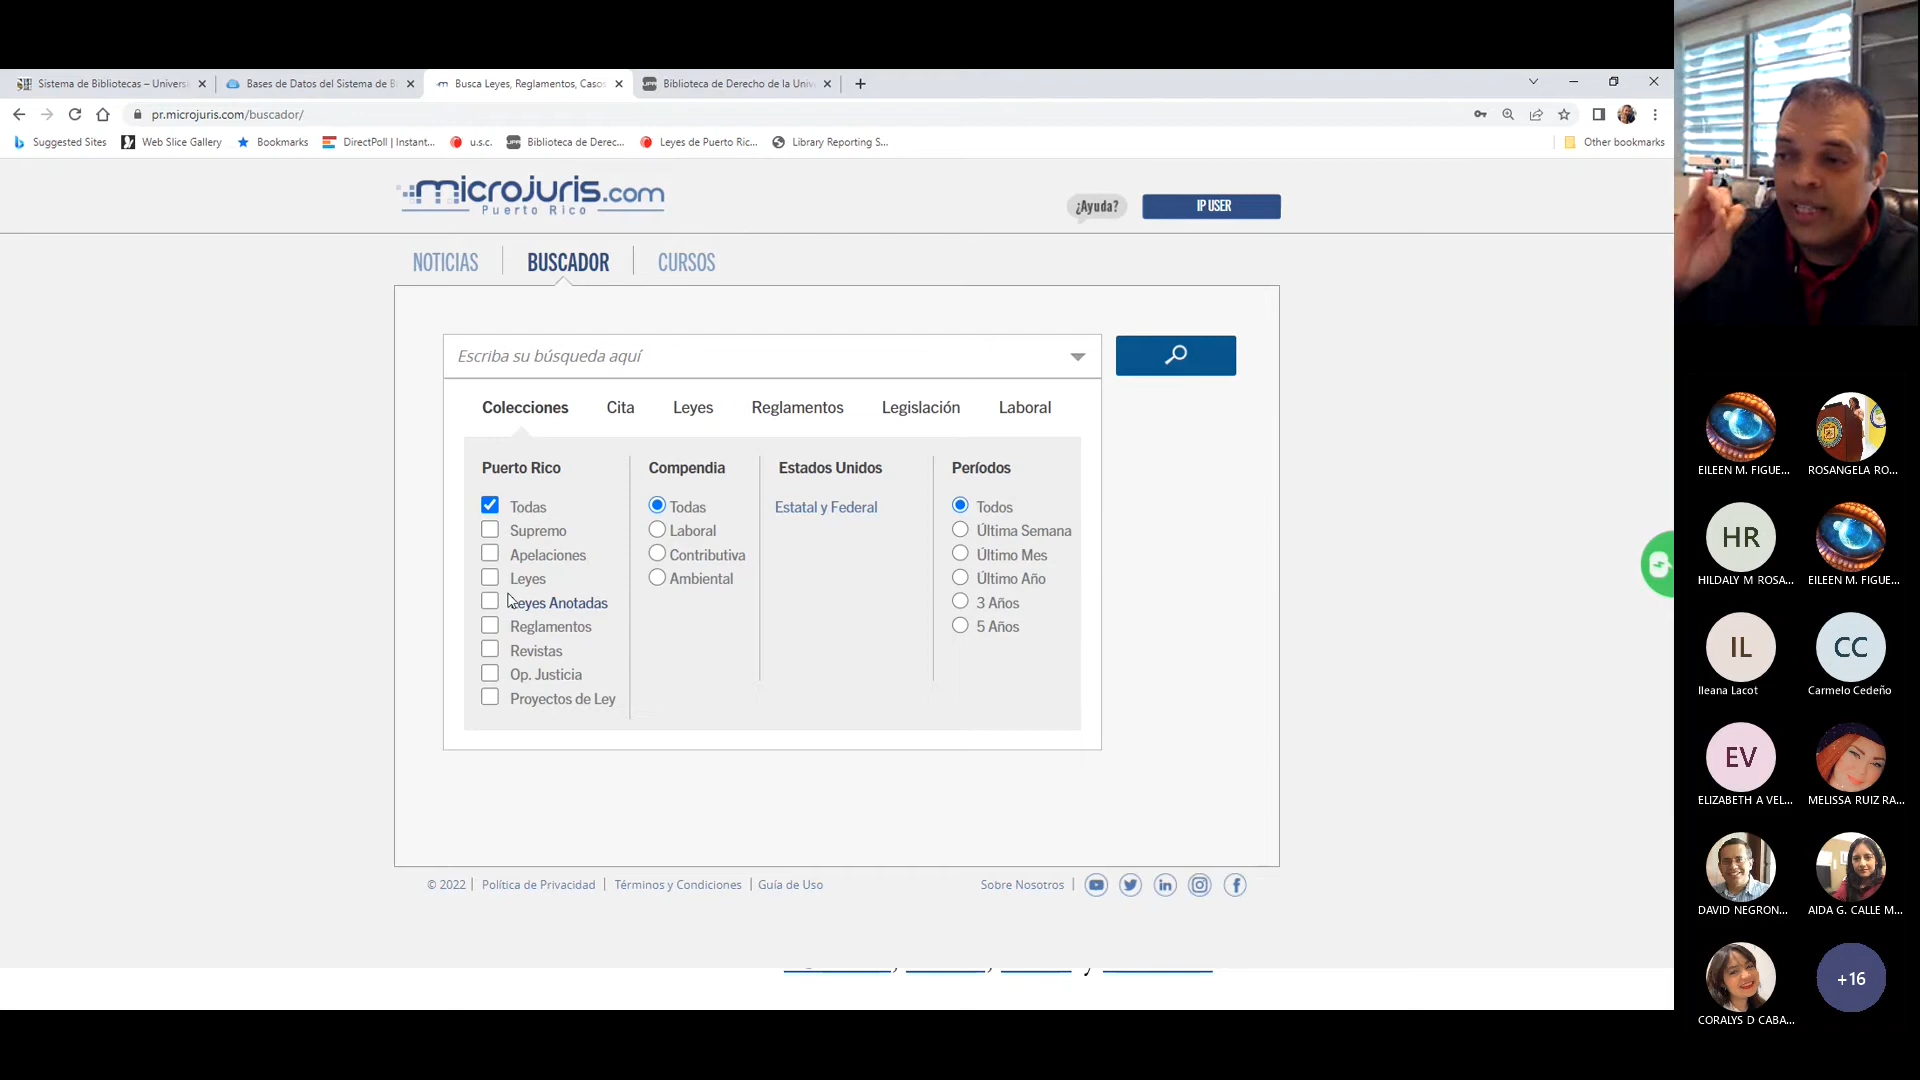 Sistema de Bibliotecas – Universi
Bases de Datos del Sistema de B
Busca Leyes, Reglamentos, Casos
Biblioteca de Derecho de la Univ
pr.microjuris.com/buscador/
Suggested Sites
Web Slice Gallery
Bookmarks
DirectPoll | Instant...
u.s.c.
Biblioteca de Derec...
Leyes de Puerto Ric...
Library Reporting S...
Other bookmarks
microjuris.com
Puerto Rico
¿Ayuda?
IP USER
NOTICIAS
BUSCADOR
CURSOS
Escriba su búsqueda aquí
Colecciones
Cita
Leyes
Reglamentos
Legislación
Laboral
Puerto Rico
Todas
Supremo
Apelaciones
Leyes
Leyes Anotadas
Reglamentos
Revistas
Op. Justicia
Proyectos de Ley
Compendia
Todas
Laboral
Contributiva
Ambiental
Estados Unidos
Estatal y Federal
Períodos
Todos
Última Semana
Último Mes
Último Año
3 Años
5 Años
© 2022 | Política de Privacidad | Términos y Condiciones | Guía de Uso
Sobre Nosotros |
EILEEN M. FIGUE...
ROSANGELA RO...
HR
HILDALY M ROSA...
EILEEN M. FIGUE...
IL
Ileana Lacot
CC
Carmelo Cedeño
EV
ELIZABETH A VEL...
MELISSA RUIZ RA...
DAVID NEGRON...
AIDA G. CALLE M...
CORALYS D CABA...
+16